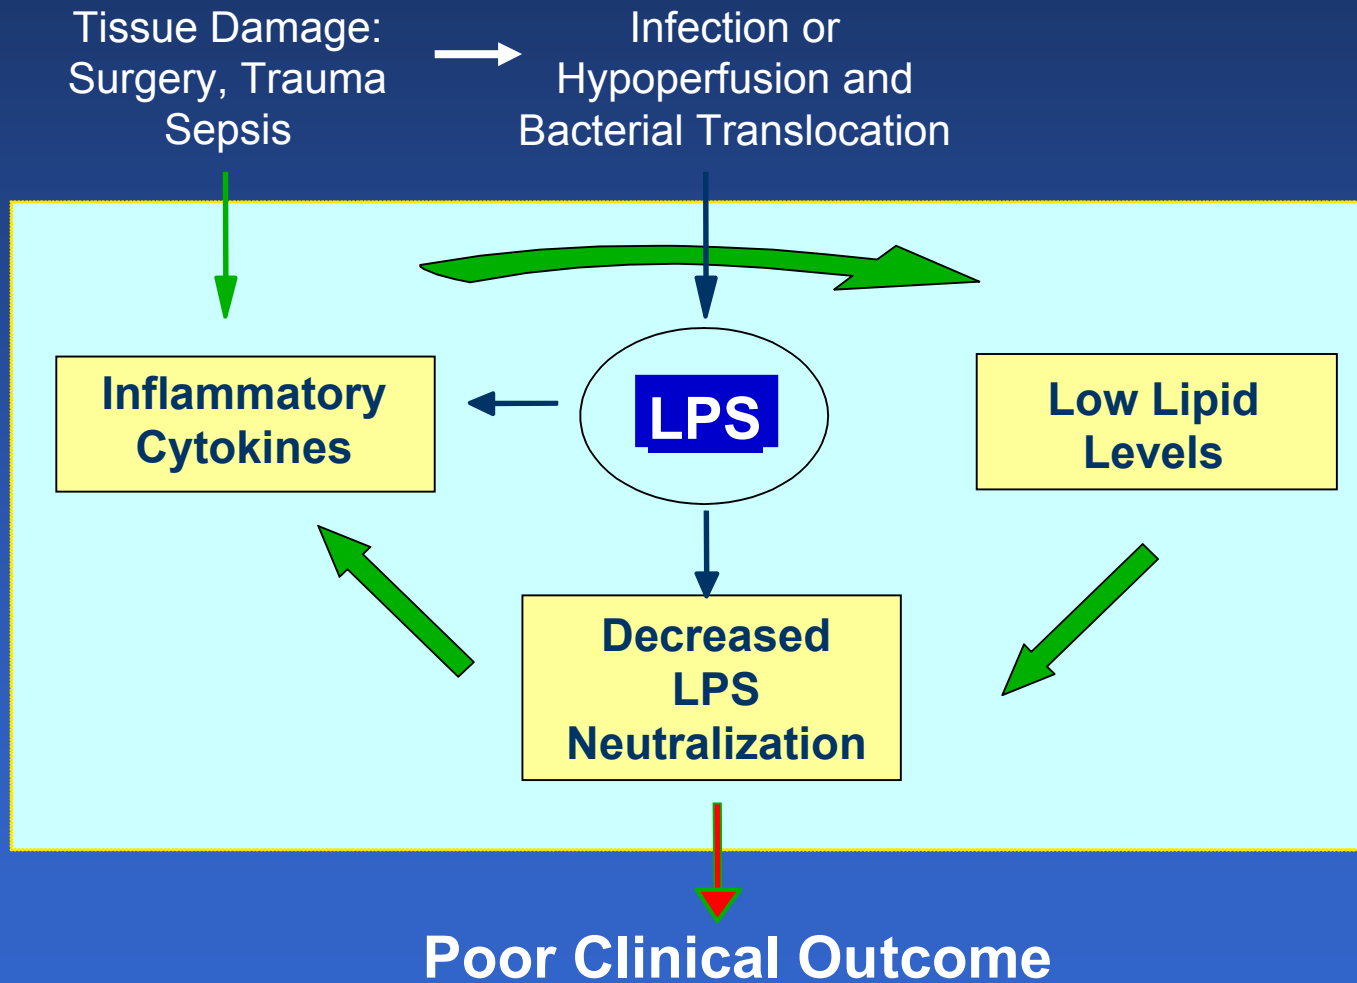 Tissue Damage:
Surgery, Trauma
Sepsis
Infection or
Hypoperfusion and
Bacterial Translocation
Inflammatory
Cytokines
LPS
Low Lipid
Levels
Decreased
LPS
Neutralization
Poor Clinical Outcome